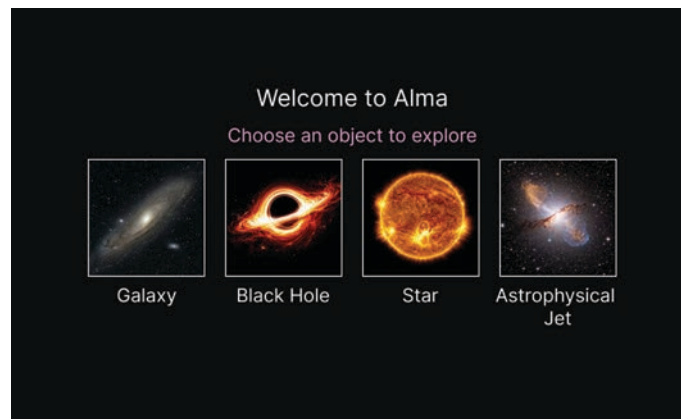 Welcome to Alma
Choose an object to explore
Galaxy
Black Hole
Star
Astrophysical
Jet